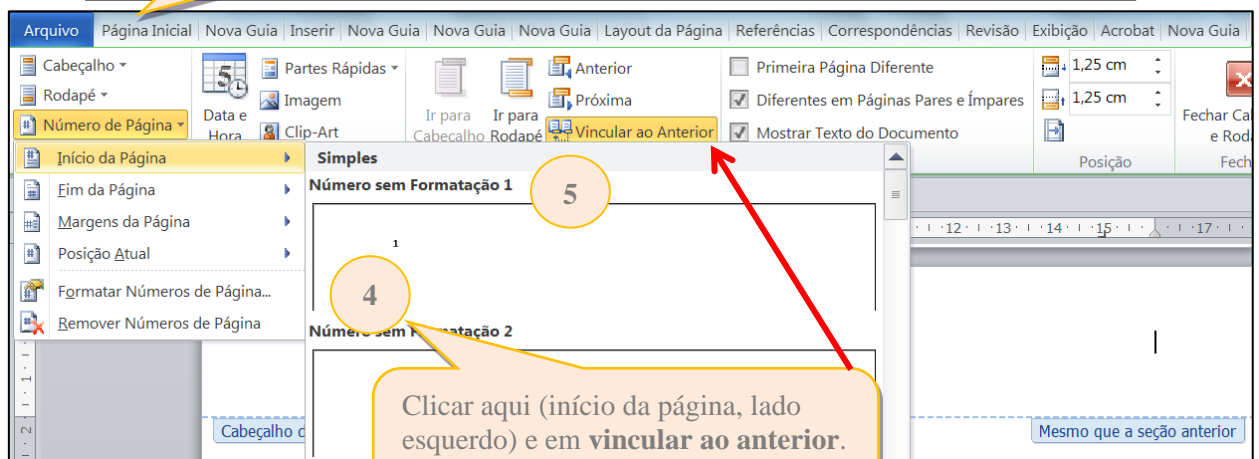 Arquivo Página Inicial Nova Guia Inserir Nova Guia Nova Guia Nova Guia Layout da Página Referências Correspondências Revisão Exibição Acrobat Nova Guia
Cabeçalho
Rodapé
Número de Página
Data e
Hora
Partes Rápidas
Imagem
Clip-Art
Ir para
Cabeçalho
Ir para
Rodapé
Anterior
Próxima
Vincular ao Anterior
Primeira Página Diferente
Diferentes em Páginas Pares e Ímpares
Mostrar Texto do Documento
1,25 cm
1,25 cm
Posição
Fechar Ca
e Rod
Fech
Início da Página
Fim da Página
Margens da Página
Posição Atual
Formatar Números de Página...
Remover Números de Página
Simples
Número sem Formatação 1
5
1
4
Número sem F matação 2
12 13 14 15 17
1
2
Clicar aqui (início da página, lado
esquerdo) e em vincular ao anterior.
Cabeçalho d
Mesmo que a seção anterior